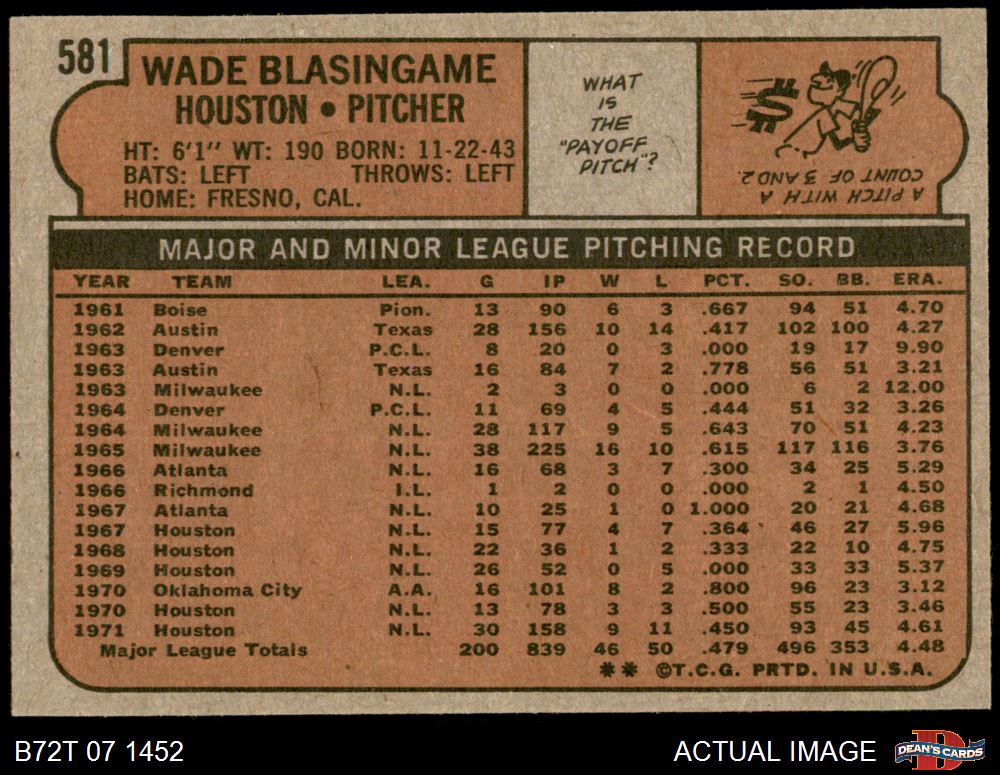 581
WADE BLASINGAME
HOUSTON • PITCHER
HT: 6'1" WT: 190 BORN: 11-22-43
BATS: LEFT THROWS: LEFT
HOME: FRESNO, CAL.
WHAT
IS
THE
"PAYOFF
PITCH"?
$
A PITCH WITH A
COUNT OF 3 AND 2.
MAJOR AND MINOR LEAGUE PITCHING RECORD
YEAR TEAM LEA. G IP W L PCT. SO. BB. ERA.
1961 Boise Pion. 13 90 6 3 .667 94 51 4.70
1962 Austin Texas 28 156 10 14 .417 102 100 4.27
1963 Denver P.C.L. 8 20 0 3 .000 19 17 9.90
1963 Austin Texas 16 84 7 2 .778 56 51 3.21
1963 Milwaukee N.L. 2 3 0 0 .000 6 2 12.00
1964 Denver P.C.L. 11 69 4 5 .444 51 32 3.26
1964 Milwaukee N.L. 28 117 9 5 .643 70 51 4.23
1965 Milwaukee N.L. 38 225 16 10 .615 117 116 3.76
1966 Atlanta N.L. 16 68 3 7 .300 34 25 5.29
1966 Richmond I.L. 1 2 0 0 .000 2 1 4.50
1967 Atlanta N.L. 10 25 1 0 1.000 20 21 4.68
1967 Houston N.L. 15 77 4 7 .364 46 27 5.96
1968 Houston N.L. 22 36 1 2 .333 22 10 4.75
1969 Houston N.L. 26 52 0 5 .000 33 33 5.37
1970 Oklahoma City A.A. 16 101 8 2 .800 96 23 3.12
1970 Houston N.L. 13 78 3 3 .500 55 23 3.46
1971 Houston N.L. 30 158 9 11 .450 93 45 4.61
Major League Totals 200 839 46 50 .479 496 353 4.48
** ©T.C.G. PRTD. IN U.S.A.
B72T 07 1452
ACTUAL IMAGE
DEAN'S CARDS